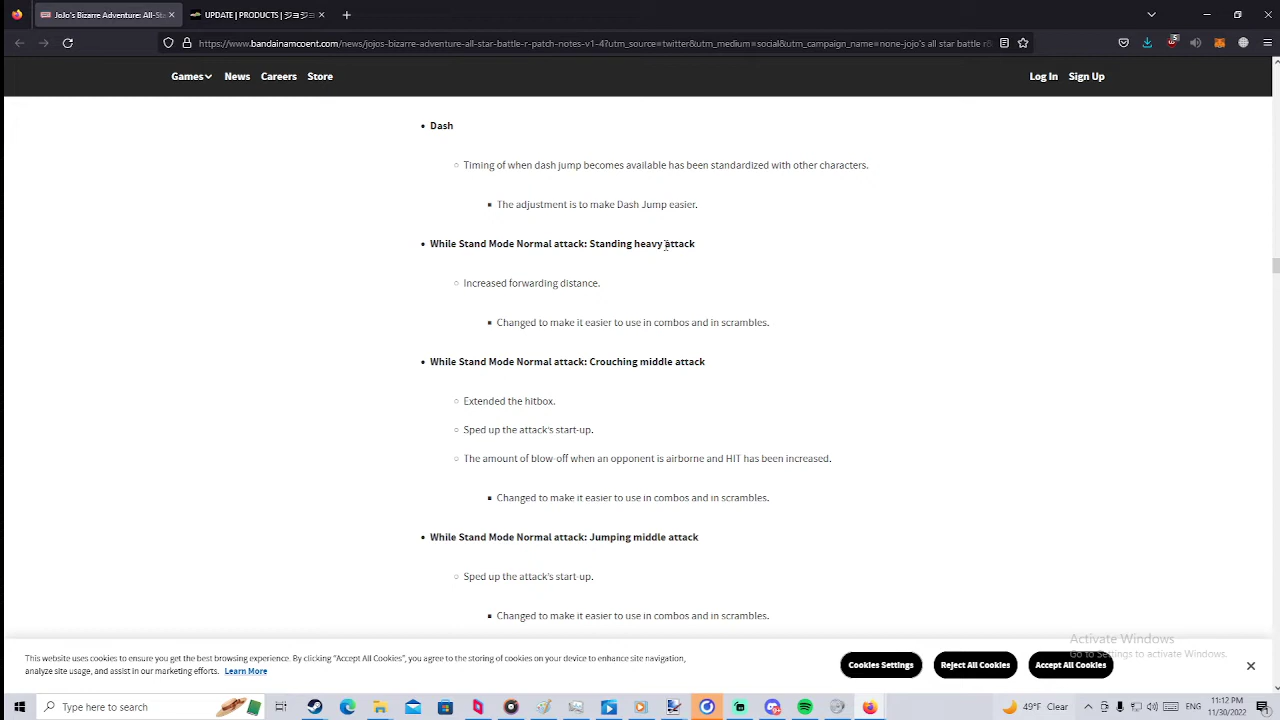 JoJo's Bizarre Adventure: All-Sta
UPDATE | PRODUCTS |
https://www.bandainamcoent.com/news/jojos-bizarre-adventure-all-star-battle-r-patch-notes-v1-4?utm_source=twitter&utm_medium=social&utm_campaign_name=none-jojo's all star battle r
Games News Careers Store Log In Sign Up
• Dash
○ Timing of when dash jump becomes available has been standardized with other characters.
▪ The adjustment is to make Dash Jump easier.
• While Stand Mode Normal attack: Standing heavy attack
○ Increased forwarding distance.
▪ Changed to make it easier to use in combos and in scrambles.
• While Stand Mode Normal attack: Crouching middle attack
○ Extended the hitbox.
○ Sped up the attack's start-up.
○ The amount of blow-off when an opponent is airborne and HIT has been increased.
▪ Changed to make it easier to use in combos and in scrambles.
• While Stand Mode Normal attack: Jumping middle attack
○ Sped up the attack's start-up.
▪ Changed to make it easier to use in combos and in scrambles.
Activate Windows
Go to Settings to activate Windows.
This website uses cookies to ensure you get the best browsing experience. By clicking "Accept All Cookies", you agree to the storing of cookies on your device to enhance site navigation,
analyze site usage, and assist in our marketing efforts. Learn More
Cookies Settings Reject All Cookies Accept All Cookies
Type here to search
49°F Clear
ENG
11:12 PM
11/30/2022